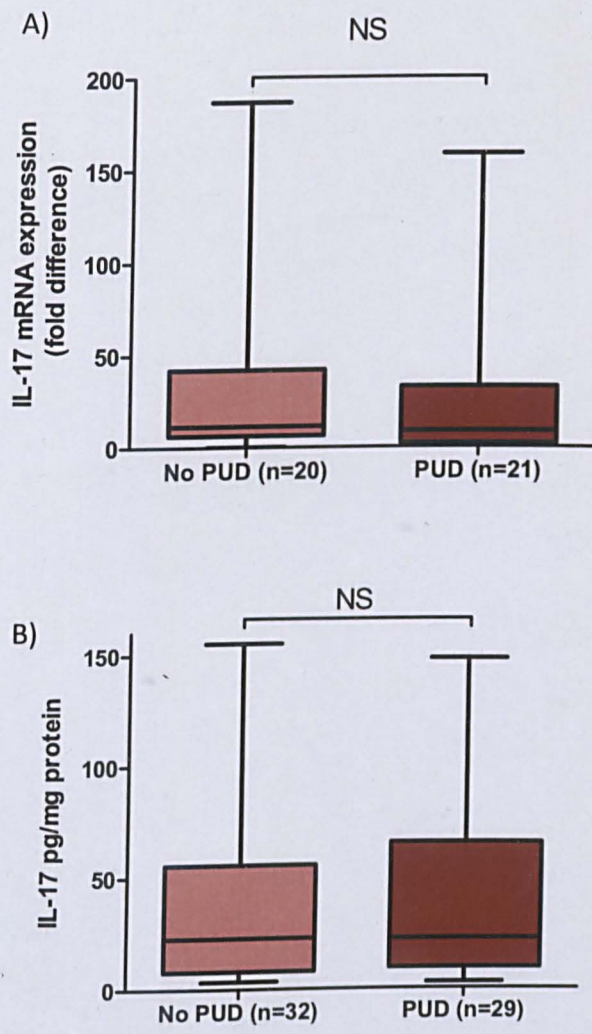 A)
NS
IL-17 mRNA expression
(fold difference)
200
150
100
50
0
No PUD (n=20)
PUD (n=21)
B)
NS
IL-17 pg/mg protein
150
100
50
0
No PUD (n=32)
PUD (n=29)